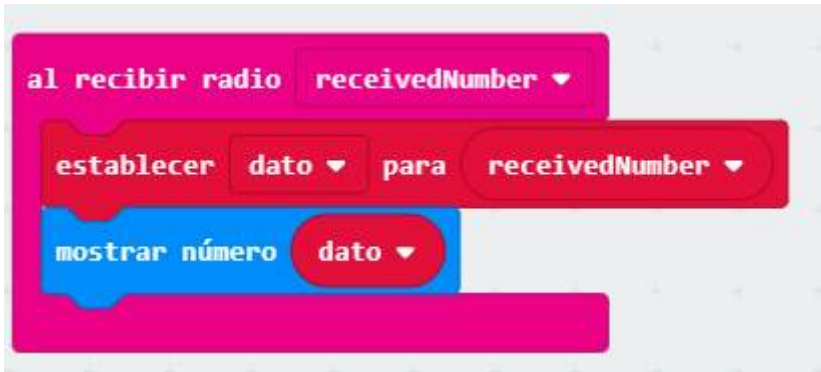 al recibir radio receivedNumber
establecer dato para receivedNumber
mostrar número dato